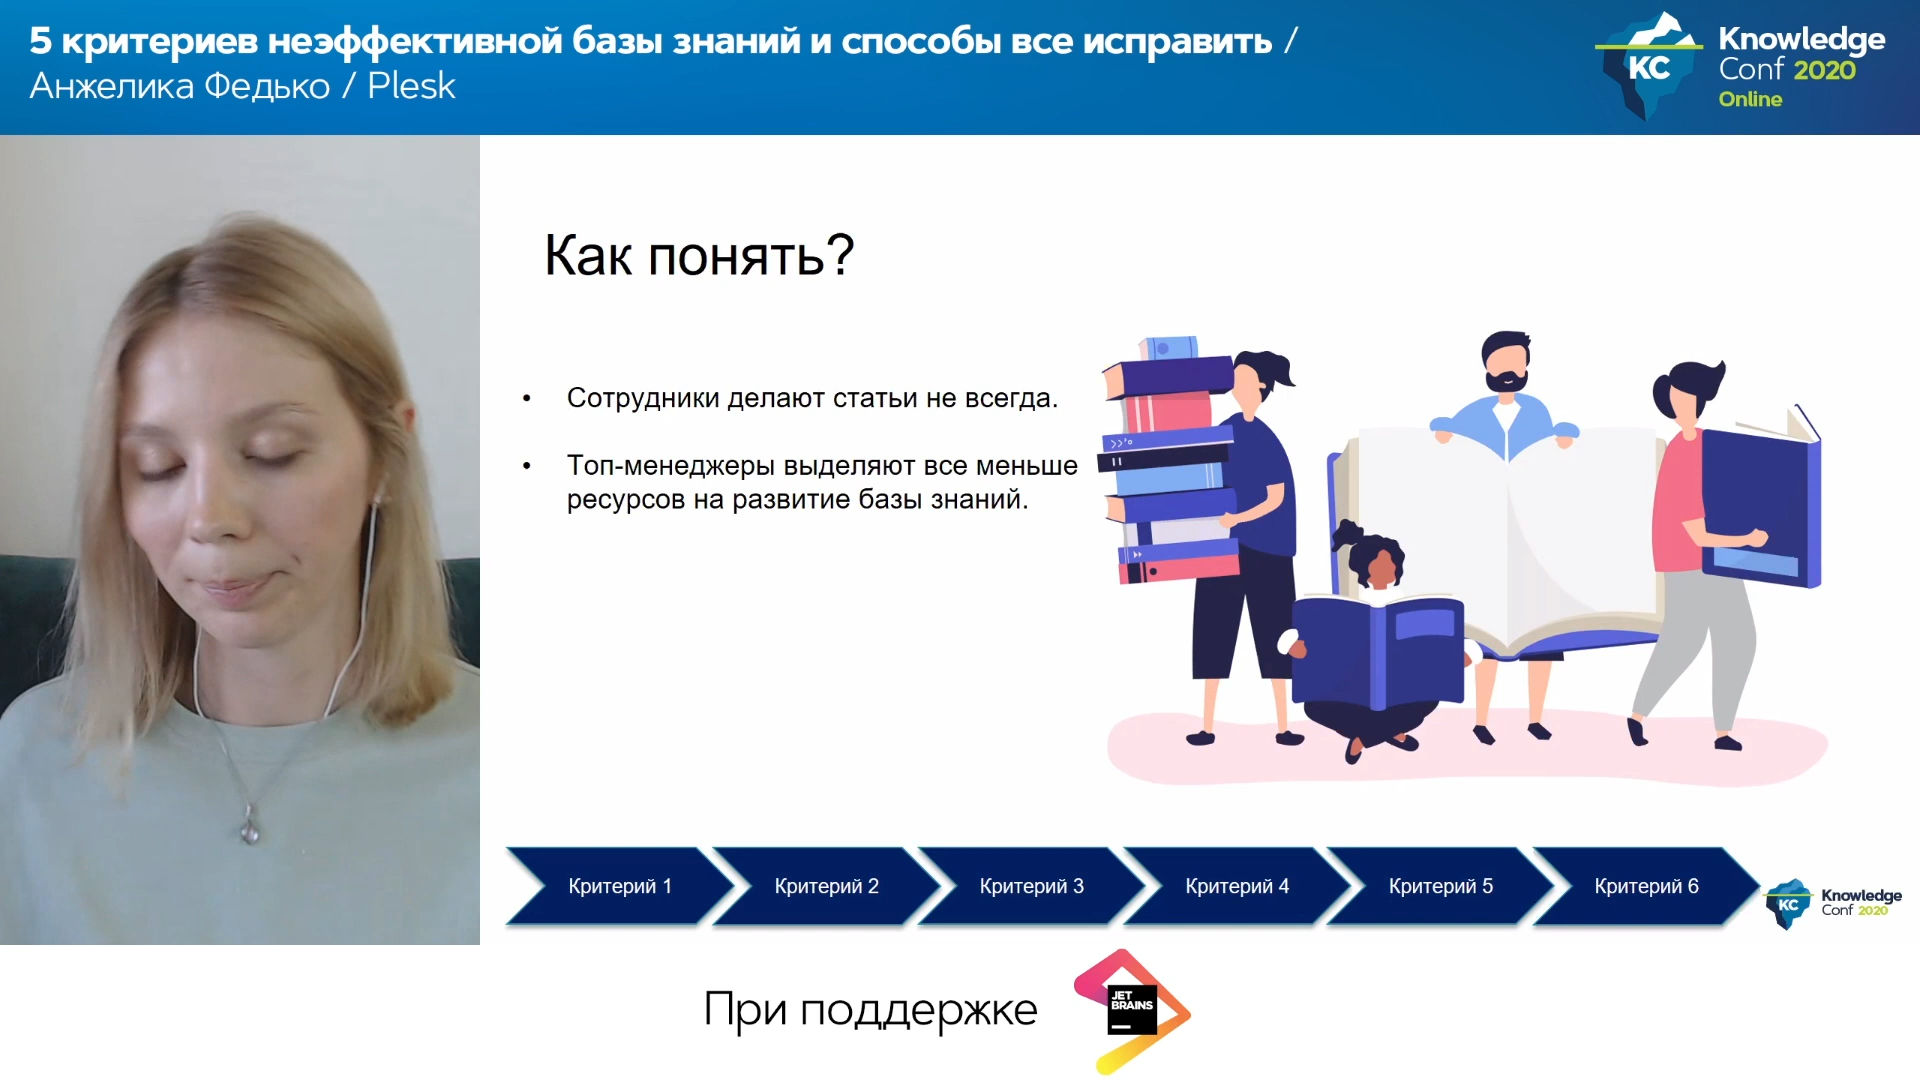 5 критериев неэффективной базы знаний и способы все исправить /
Анжелика Федько / Plesk
Knowledge
Conf 2020
Online
KC
Как понять?
• Сотрудники делают статьи не всегда.
• Топ-менеджеры выделяют все меньше
ресурсов на развитие базы знаний.
Критерий 1
Критерий 2
Критерий 3
Критерий 4
Критерий 5
Критерий 6
KC
Knowledge
Conf 2020
При поддержке
JET
BRAINS